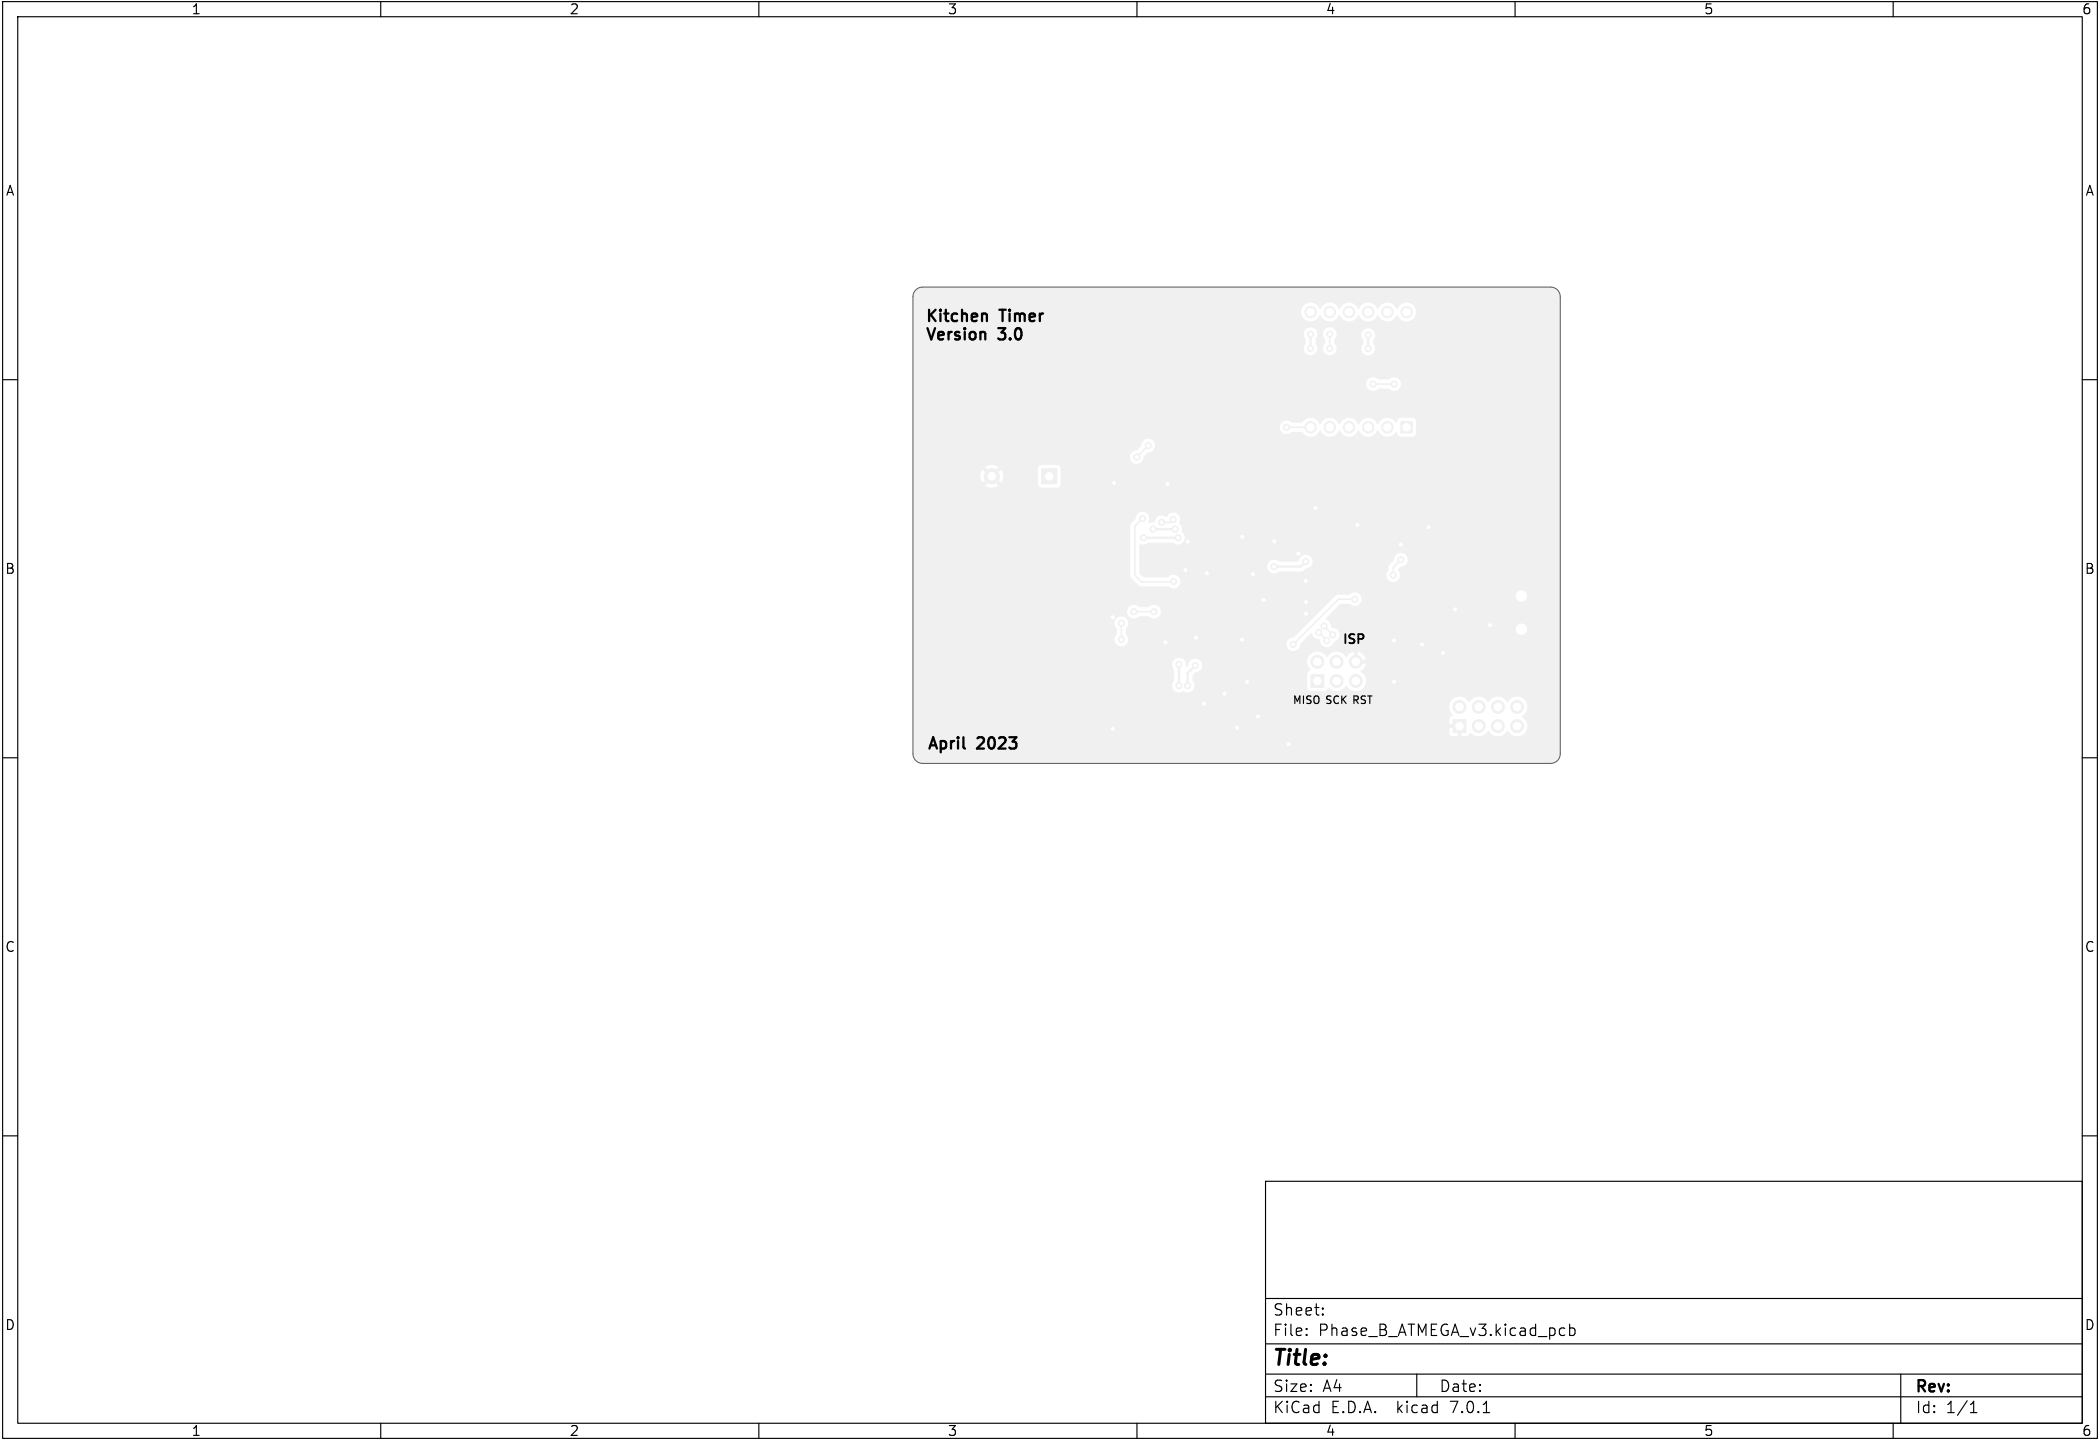 1 2 3 4 5 6
A A
Kitchen Timer
Version 3.0
B B
ISP
MISO SCK RST
April 2023
C C
Sheet:
File: Phase_B_ATMEGA_v3.kicad_pcb
D D
Title:
Size: A4 Date: Rev:
KiCad E.D.A. kicad 7.0.1 Id: 1/1
1 2 3 4 5 6